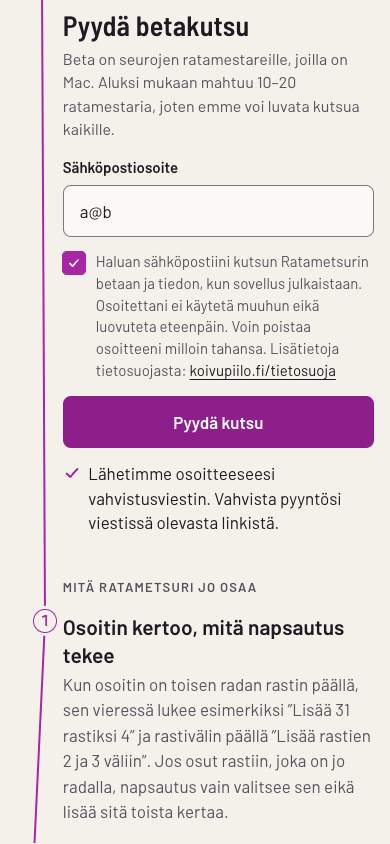 Pyydä betakutsu
Beta on seurojen ratamestareille, joilla on
Mac. Aluksi mukaan mahtuu 10–20
ratamestaria, joten emme voi luvata kutsua
kaikille.
Sähköpostiosoite
a@b
Haluan sähköpostiini kutsun Ratametsurin
betaan ja tiedon, kun sovellus julkaistaan.
Osoitettani ei käytetä muuhun eikä
luovuteta eteenpäin. Voin poistaa
osoitteeni milloin tahansa. Lisätietoja
tietosuojasta: koivupiilo.fi/tietosuoja
Pyydä kutsu
Lähetimme osoitteeseesi
vahvistusviestin. Vahvista pyyntösi
viestissä olevasta linkistä.
MITÄ RATAMETSURI JO OSAA
1
Osoitin kertoo, mitä napsautus
tekee
Kun osoitin on toisen radan rastin päällä,
sen vieressä lukee esimerkiksi ”Lisää 31
rastiksi 4” ja rastivälin päällä ”Lisää rastien
2 ja 3 väliin”. Jos osut rastiin, joka on jo
radalla, napsautus vain valitsee sen eikä
lisää sitä toista kertaa.